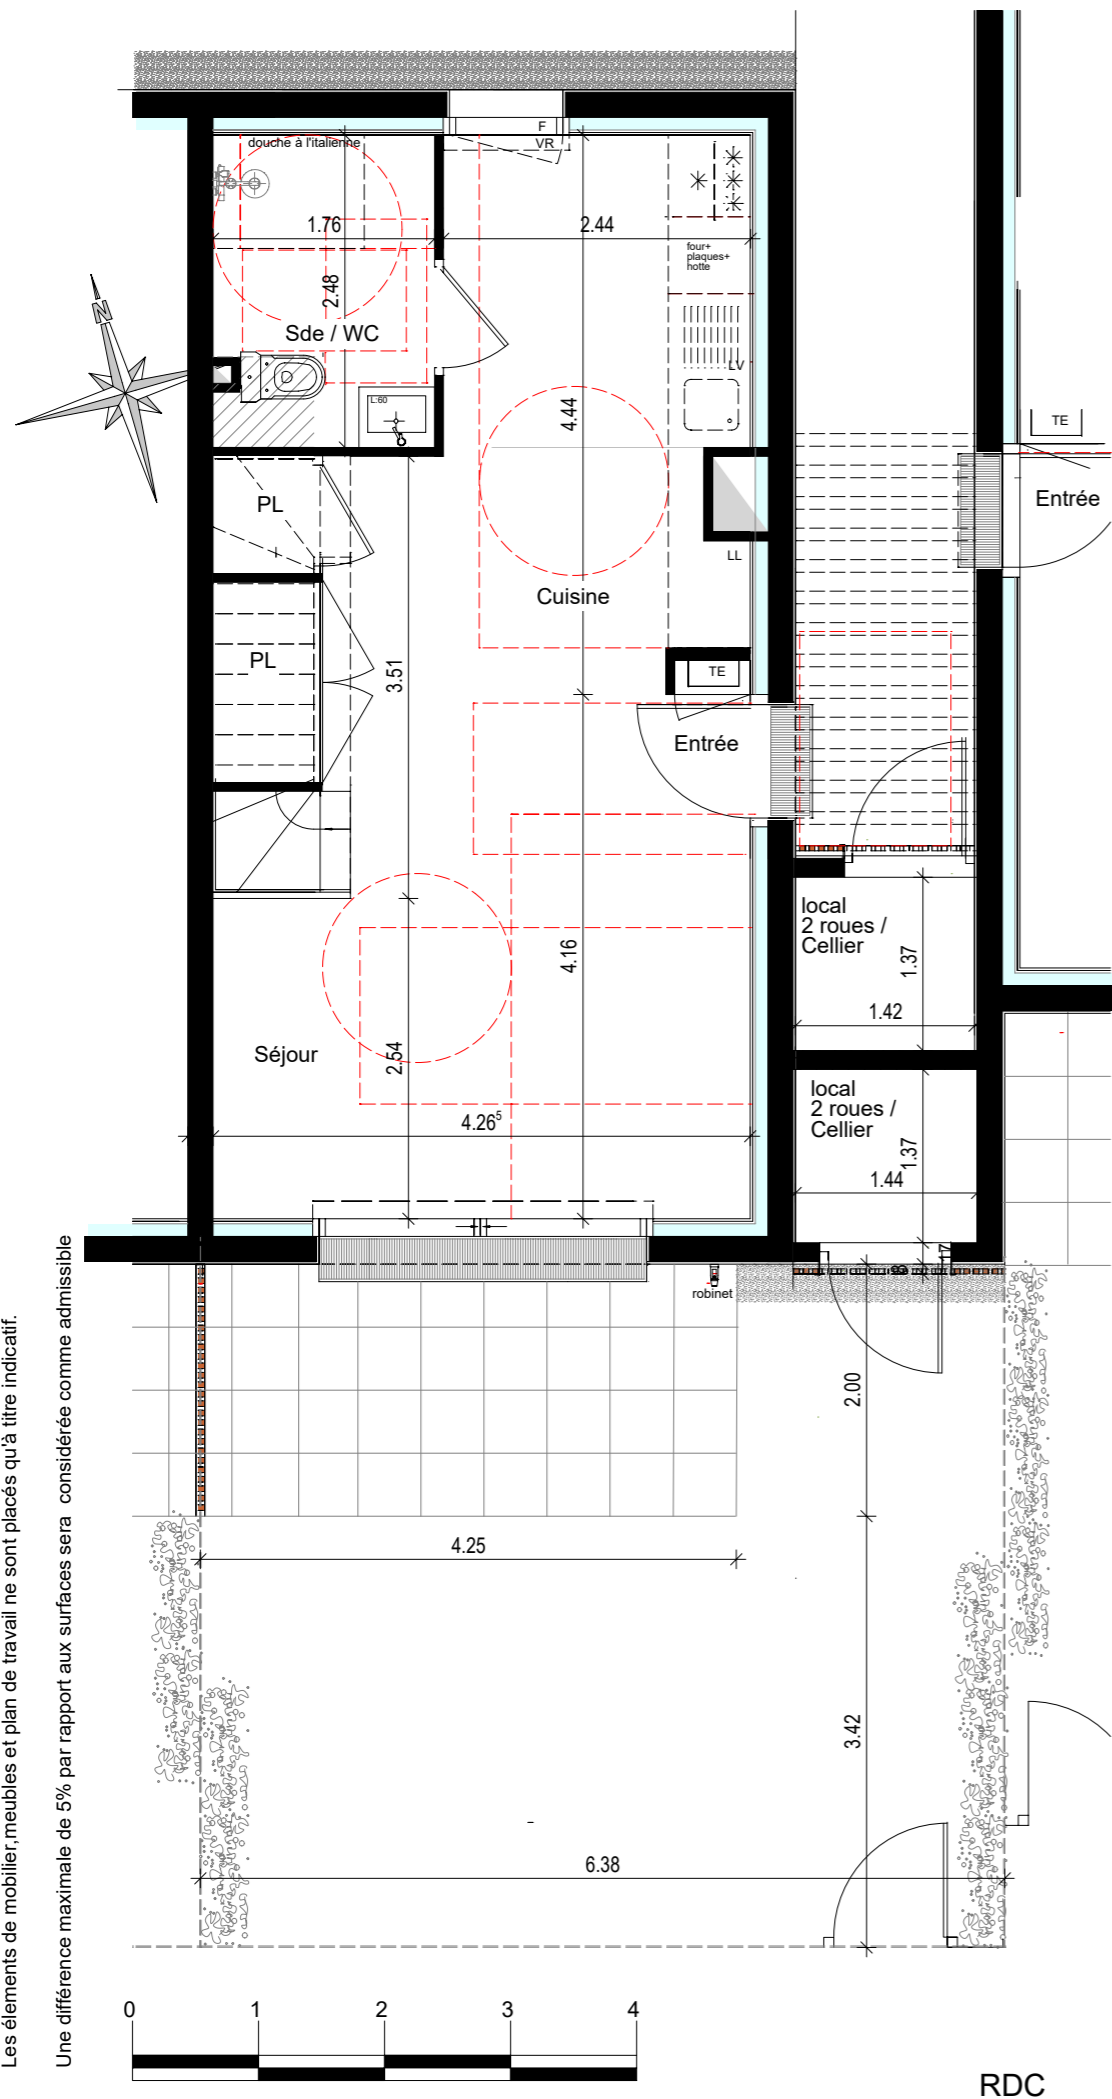 F
VR
douche à l'italienne
1.76
2.44
four+
plaques+
hotte
2.48
Sde / WC
N
LV
L:60
4.44
TE
PL
Entrée
LL
Cuisine
PL
3.51
TE
Entrée
local
2 roues /
Cellier
4.16
1.37
1.42
Séjour
2.54
local
2 roues /
Cellier
4.26⁵
1.37
1.44
17
8
robinet
2.00
4.25
3.42
6.38
Les élements de mobilier,meubles et plan de travail ne sont placés qu'à titre indicatif.
Une différence maximale de 5% par rapport aux surfaces sera considérée comme admissible
0 1 2 3 4
RDC